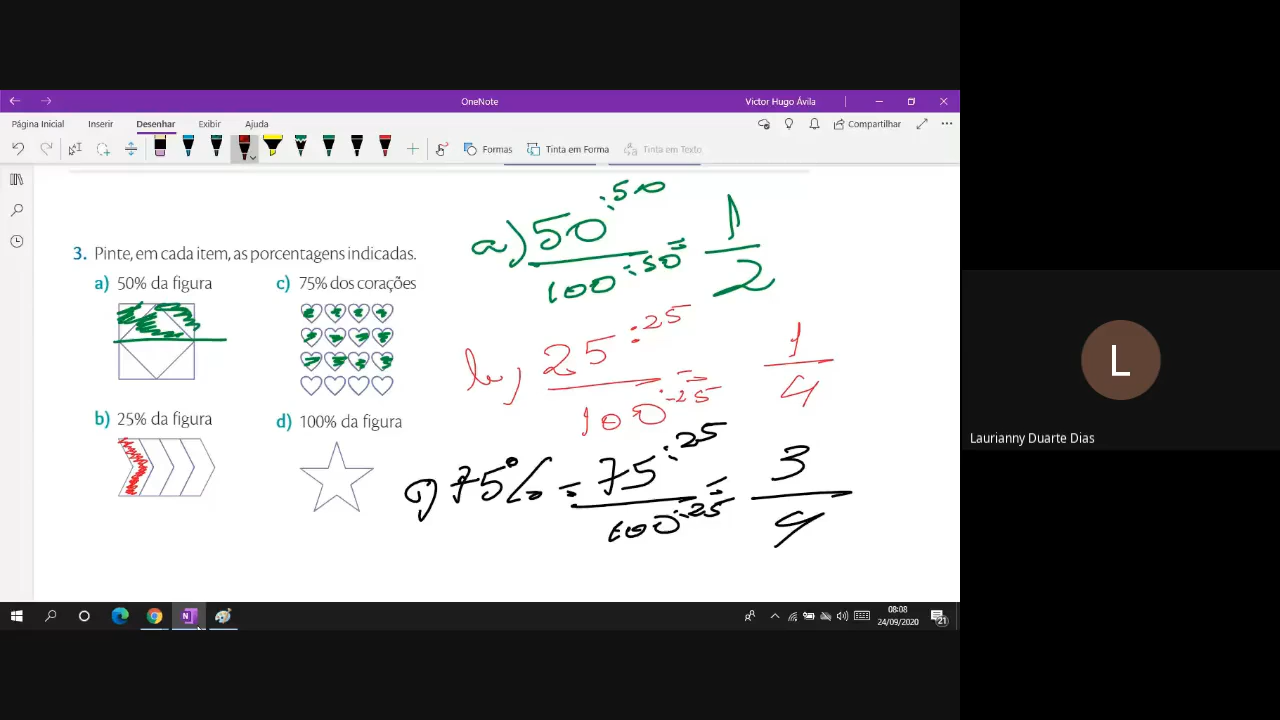 OneNote
Victor Hugo Ávila
Página Inicial Inserir Desenhar Exibir Ajuda
Compartilhar
Formas Tinta em Forma Tinta em Texto
3. Pinte, em cada item, as porcentagens indicadas.
a) 50% da figura
c) 75% dos corações
b) 25% da figura
d) 100% da figura
a) 50 :50
100 :50 = 1
2
b) 25 :25
100 :25 = 1
4
c) 75% = 75 :25
100 :25 = 3
4
L
Laurianny Duarte Dias
08:08
24/09/2020
21